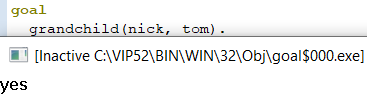 goal
grandchild(nick, tom).
[Inactive C:\VIP52\BIN\WIN\32\Obj\goal$000.exe]
yes